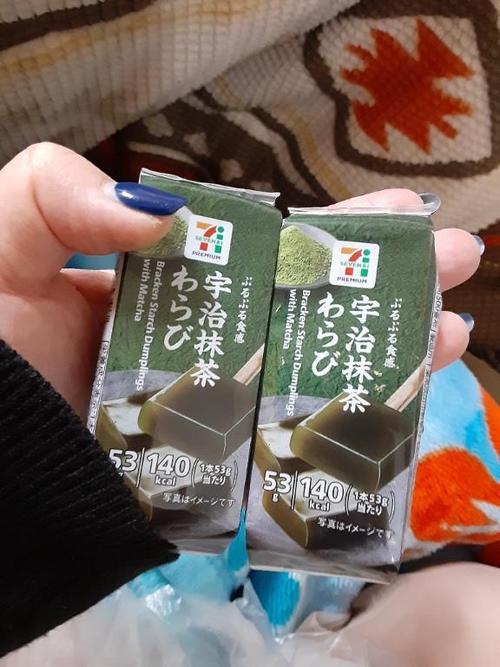 7
SEVEN&i
PREMIUM
ぷるぷる食感
宇治抹茶
わらび
Bracken Starch Dumplings
with Matcha
53
g
140
kcal
(1本53g
当たり)
写真はイメージです
7
SEVEN&i
PREMIUM
ぷるぷる食感
宇治抹茶
わらび
Bracken Starch Dumplings
with Matcha
53
g
140
kcal
(1本53g
当たり)
写真はイメージです